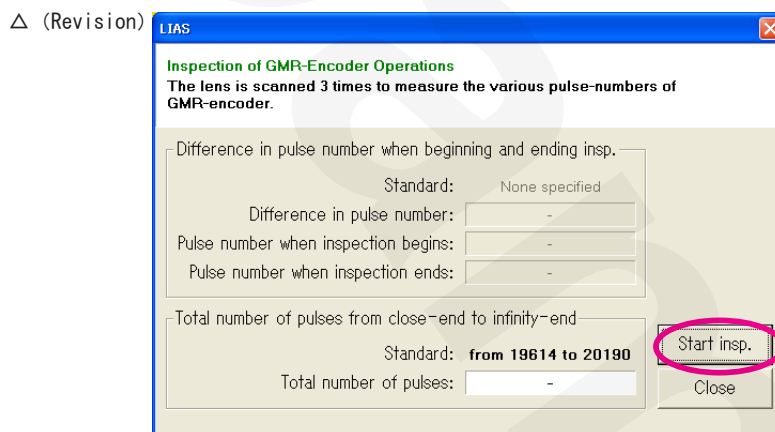 △ (Revision)
LIAS
Inspection of GMR-Encoder Operations
The lens is scanned 3 times to measure the various pulse-numbers of
GMR-encoder.
Difference in pulse number when beginning and ending insp.
Standard: None specified
Difference in pulse number: -
Pulse number when inspection begins: -
Pulse number when inspection ends: -
Total number of pulses from close-end to infinity-end
Standard: from 19614 to 20190
Total number of pulses: -
Start insp.
Close